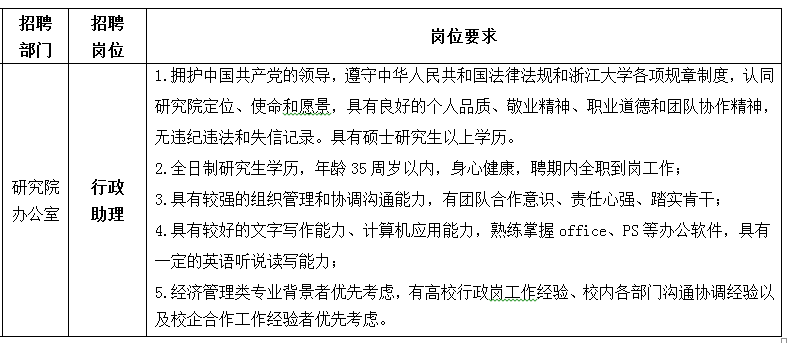 招聘 招聘 岗位要求
部门 岗位
1.拥护中国共产党的领导，遵守中华人民共和国法律法规和浙江大学各项规章制度，认同
研究院定位、使命和愿景，具有良好的个人品质、敬业精神、职业道德和团队协作精神，
无违纪违法和失信记录。具有硕士研究生以上学历。
2.全日制研究生学历，年龄35周岁以内，身心健康，聘期内全职到岗工作；
研究院 行政 3.具有较强的组织管理和协调沟通能力，有团队合作意识、责任心强、踏实肯干；
办公室 助理
4.具有较好的文字写作能力、计算机应用能力，熟练掌握office、PS等办公软件，具有
一定的英语听说读写能力；
5.经济管理类专业背景者优先考虑，有高校行政岗工作经验、校内各部门沟通协调经验以
及校企合作工作经验者优先考虑。